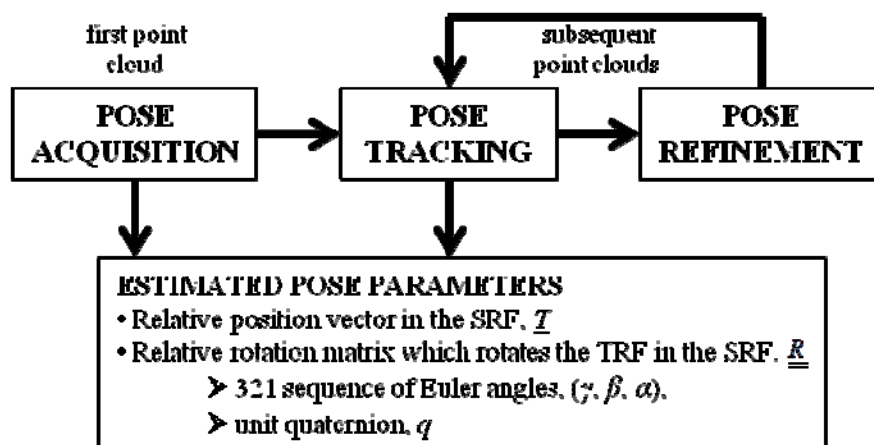 first point
cloud
subsequent
point clouds
POSE
ACQUISITION
POSE
TRACKING
POSE
REFINEMENT
ESTIMATED POSE PARAMETERS
• Relative position vector in the SRF, T
• Relative rotation matrix which rotates the TRF in the SRF. R
➤ 321 sequence of Euler angles, (γ, β, α),
➤ unit quaternion, q